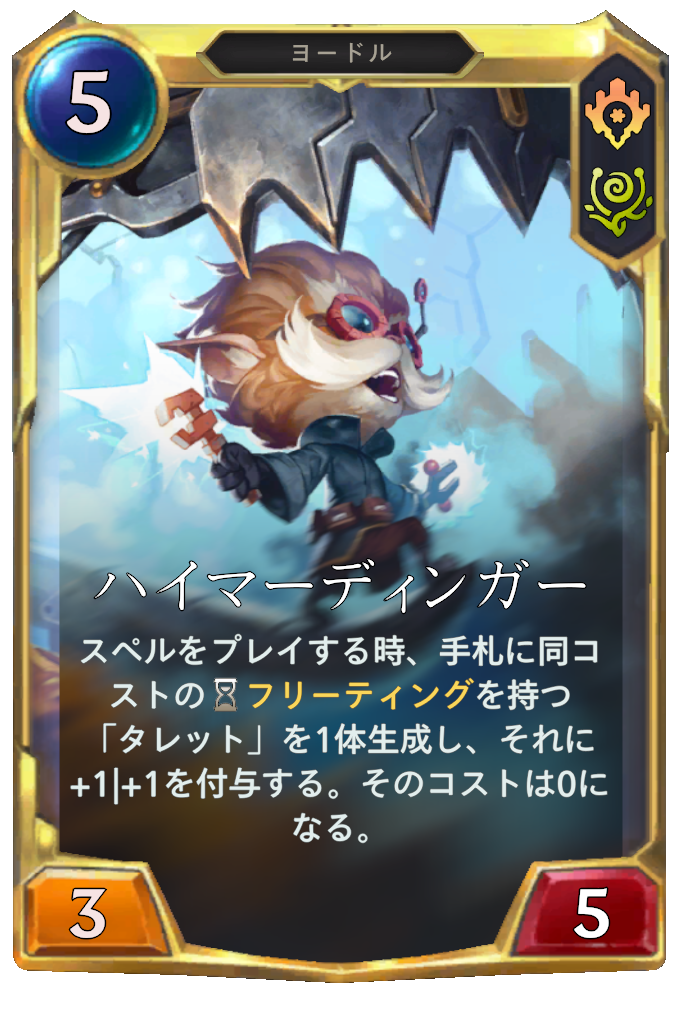 ヨードル
5
ハイマーディンガー
スペルをプレイする時、手札に同コ
ストのフリーティングを持つ
「タレット」を1体生成し、それに
+1|+1を付与する。そのコストは0に
なる。
3
5